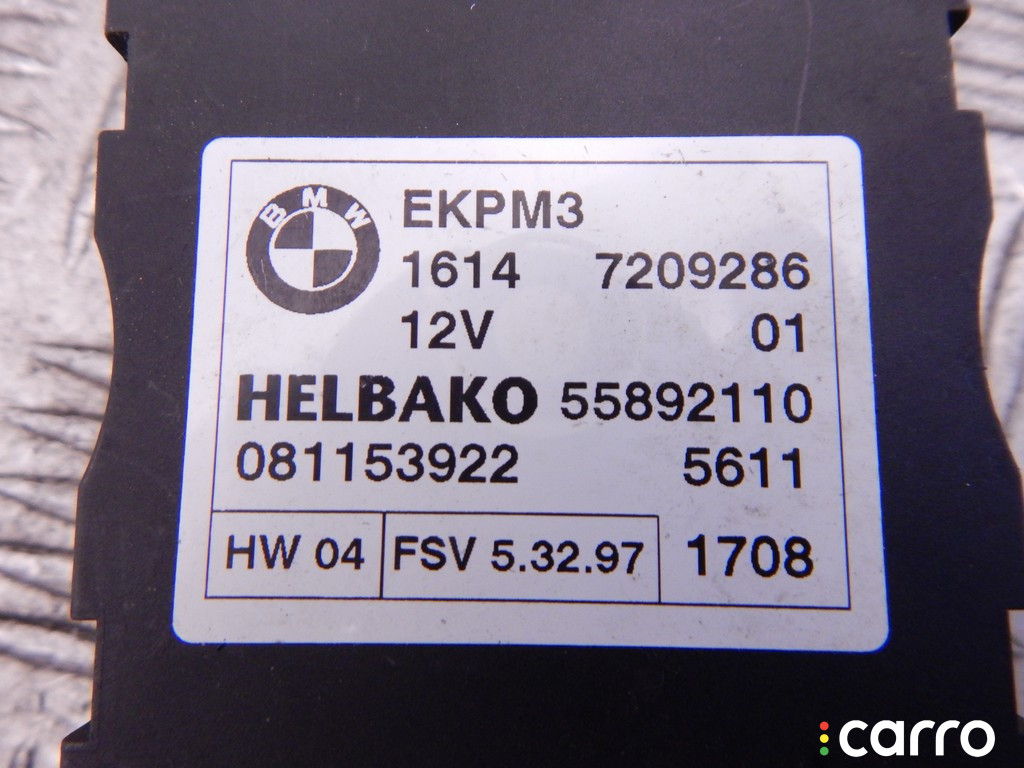 BMW
EKPM3
1614 7209286
12V 01
HELBAKO 55892110
081153922 5611
HW 04 FSV 5.32.97 1708
carro